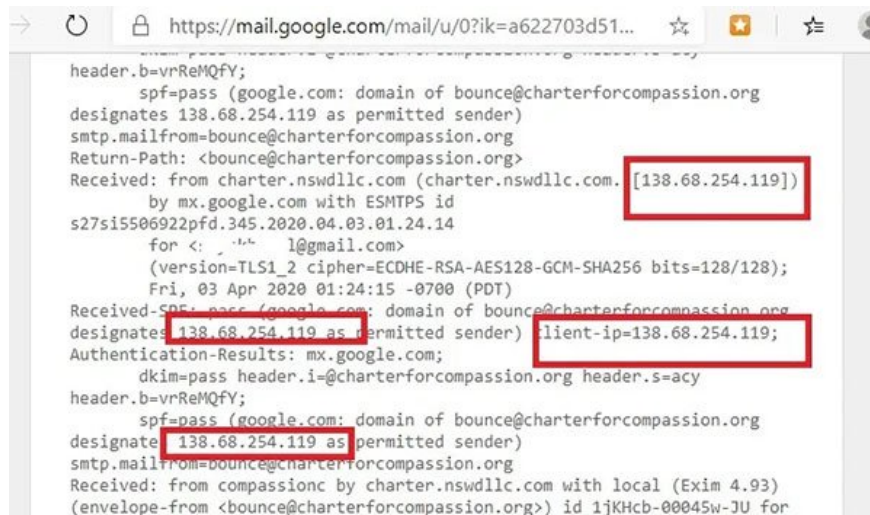 https://mail.google.com/mail/u/0?ik=a622703d51...
header.b=vrReMQfY;
spf=pass (google.com: domain of bounce@charterforcompassion.org
designates 138.68.254.119 as permitted sender)
smtp.mailfrom=bounce@charterforcompassion.org
Return-Path: <bounce@charterforcompassion.org>
Received: from charter.nswdllc.com (charter.nswdllc.com. [138.68.254.119])
by mx.google.com with ESMTPS id
s27si5506922pfd.345.2020.04.03.01.24.14
for < l@gmail.com>
(version=TLS1_2 cipher=ECDHE-RSA-AES128-GCM-SHA256 bits=128/128);
Fri, 03 Apr 2020 01:24:15 -0700 (PDT)
Received-SPF: pass (google.com: domain of bounce@charterforcompassion.org
designates 138.68.254.119 as permitted sender) client-ip=138.68.254.119;
Authentication-Results: mx.google.com;
dkim=pass header.i=@charterforcompassion.org header.s=acy
header.b=vrReMQfY;
spf=pass (google.com: domain of bounce@charterforcompassion.org
designate 138.68.254.119 as permitted sender)
smtp.mailfrom=bounce@charterforcompassion.org
Received: from compassionc by charter.nswdllc.com with local (Exim 4.93)
(envelope-from <bounce@charterforcompassion.org>) id 1jKHcb-00045w-JU for